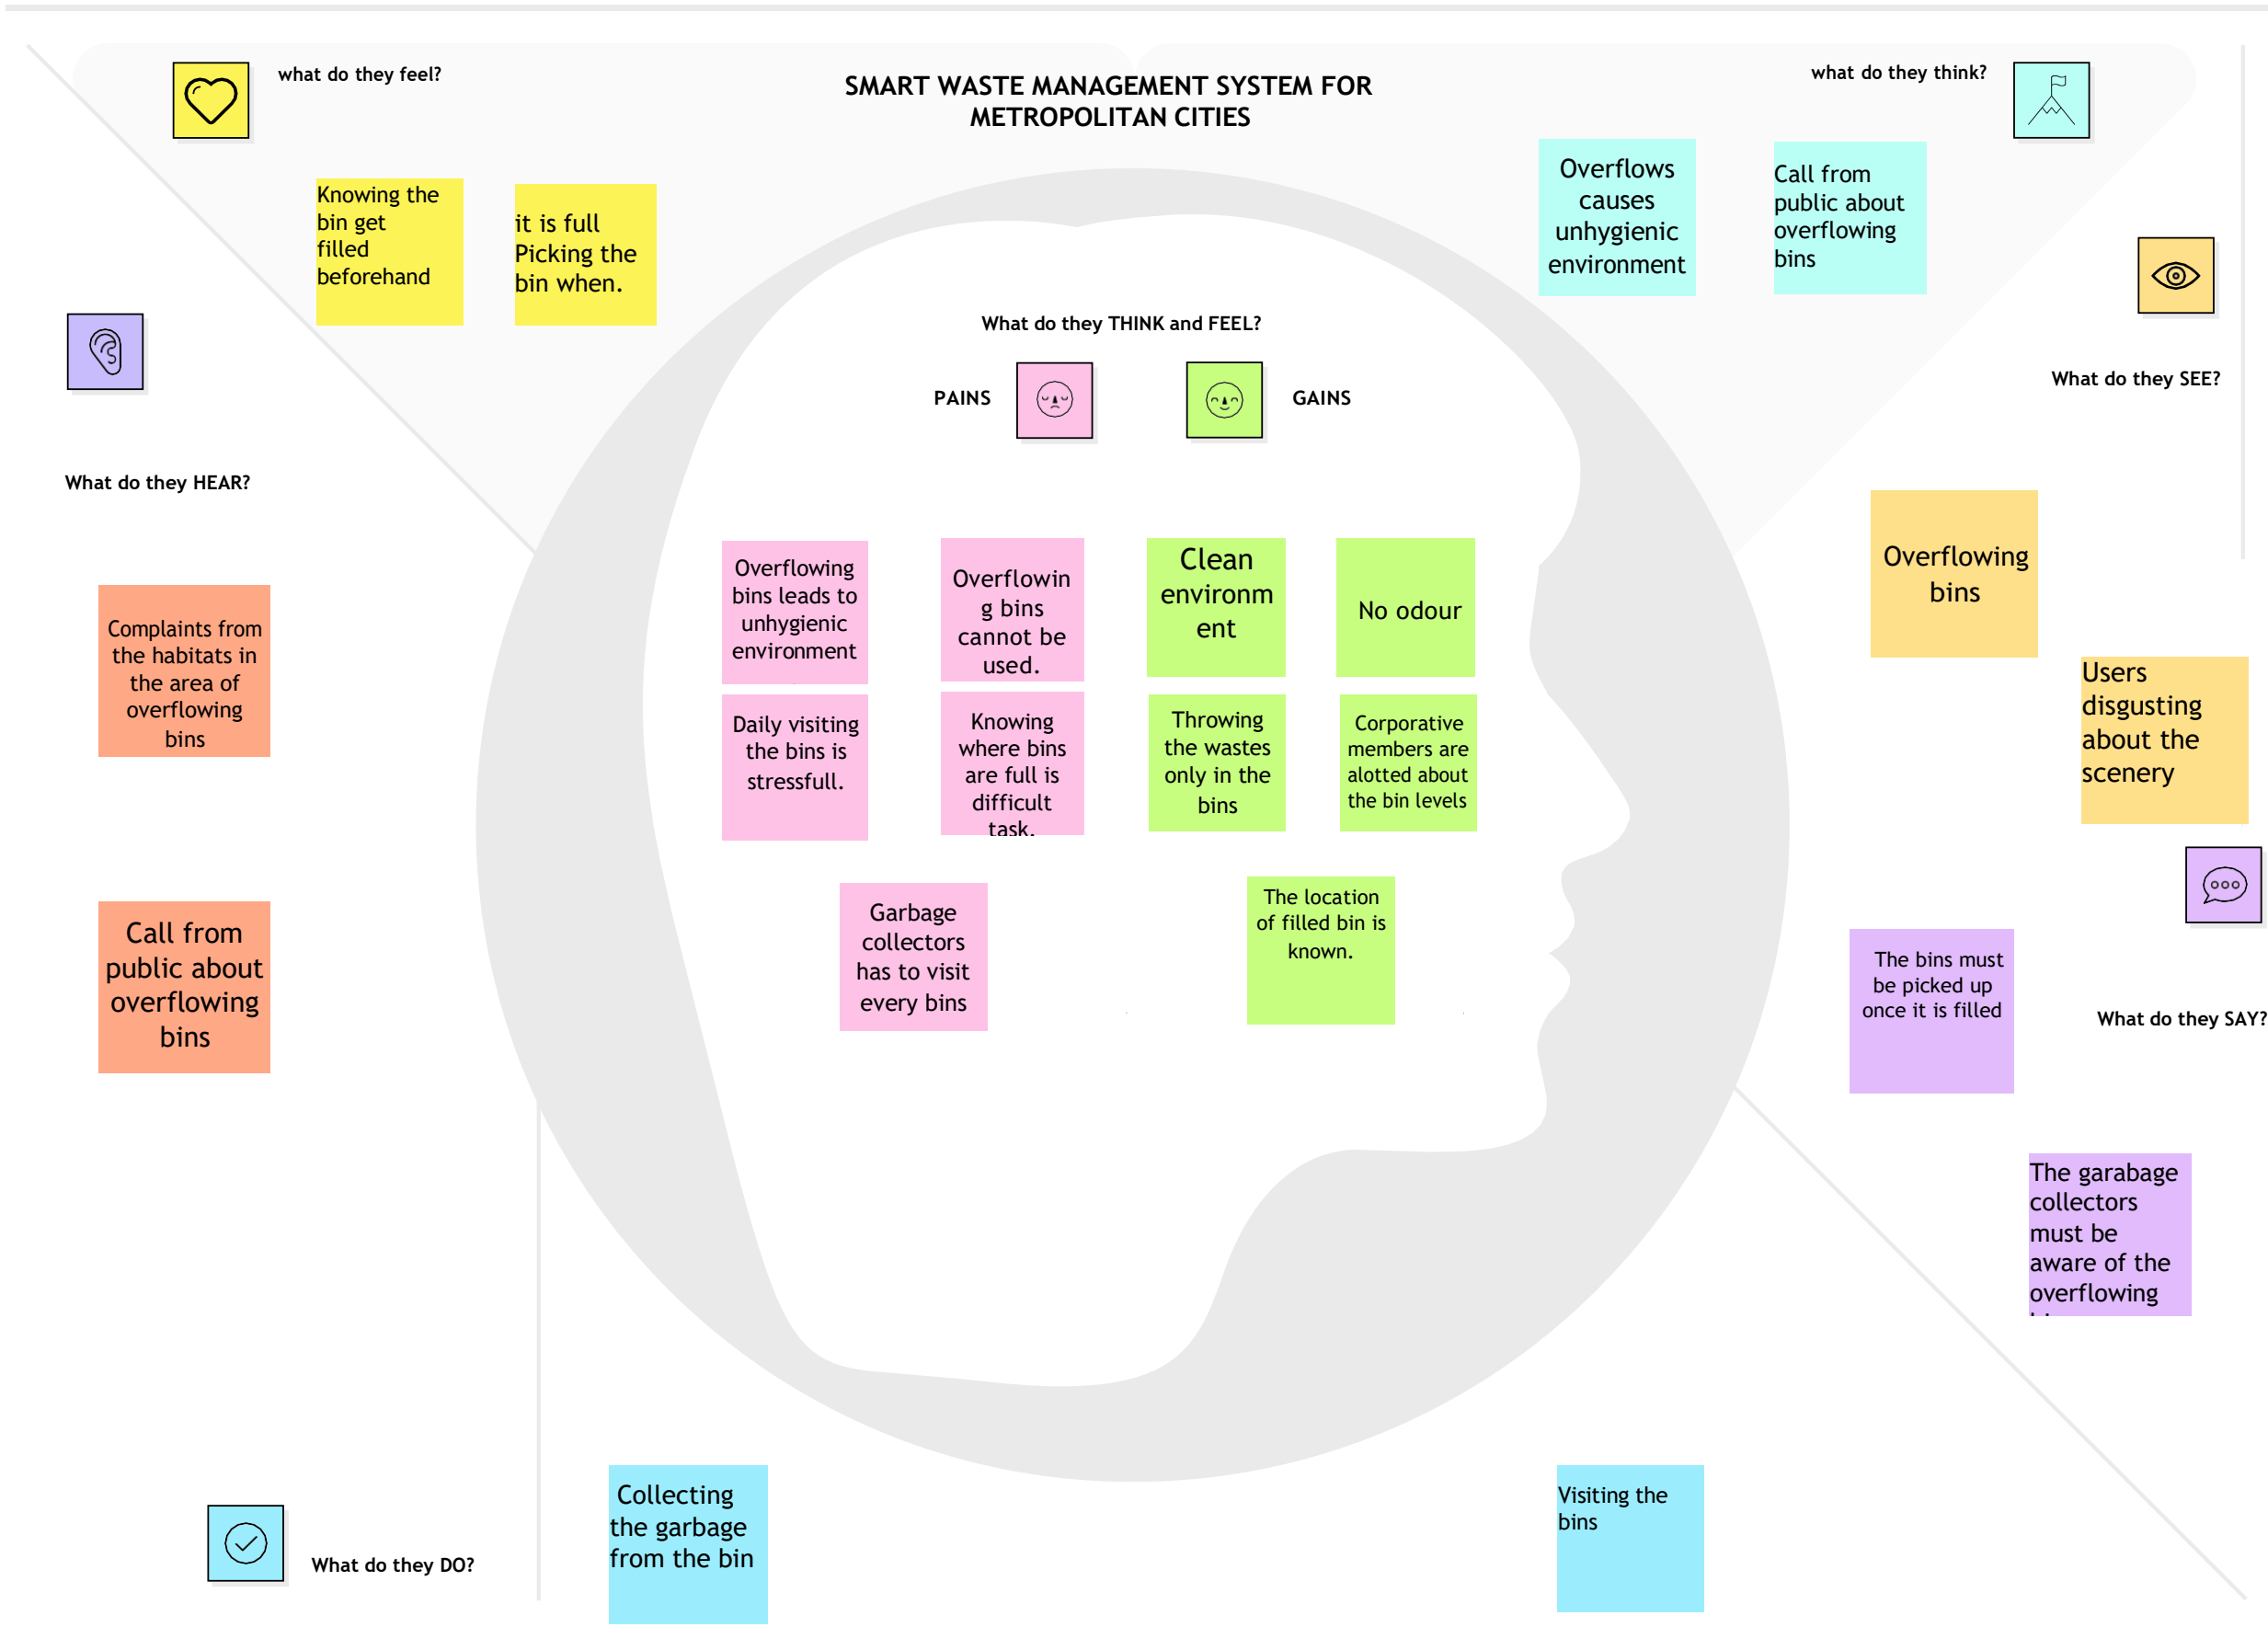 what do they feel?
SMART WASTE MANAGEMENT SYSTEM FOR
METROPOLITAN CITIES
what do they think?
Knowing the
bin get
filled
beforehand
it is full
Picking the
bin when.
Overflows
causes
unhygienic
environment
Call from
public about
overflowing
bins
What do they THINK and FEEL?
PAINS
GAINS
What do they SEE?
What do they HEAR?
Overflowing
bins leads to
unhygienic
environment
Overflowin
g bins
cannot be
used.
Clean
environm
ent
No odour
Overflowing
bins
Complaints from
the habitats in
the area of
overflowing
bins
Users
disgusting
about the
scenery
Daily visiting
the bins is
stressfull.
Knowing
where bins
are full is
difficult
task.
Throwing
the wastes
only in the
bins
Corporative
members are
alotted about
the bin levels
Call from
public about
overflowing
bins
Garbage
collectors
has to visit
every bins
The location
of filled bin is
known.
The bins must
be picked up
once it is filled
What do they SAY?
The garabage
collectors
must be
aware of the
overflowing
What do they DO?
Collecting
the garbage
from the bin
Visiting the
bins